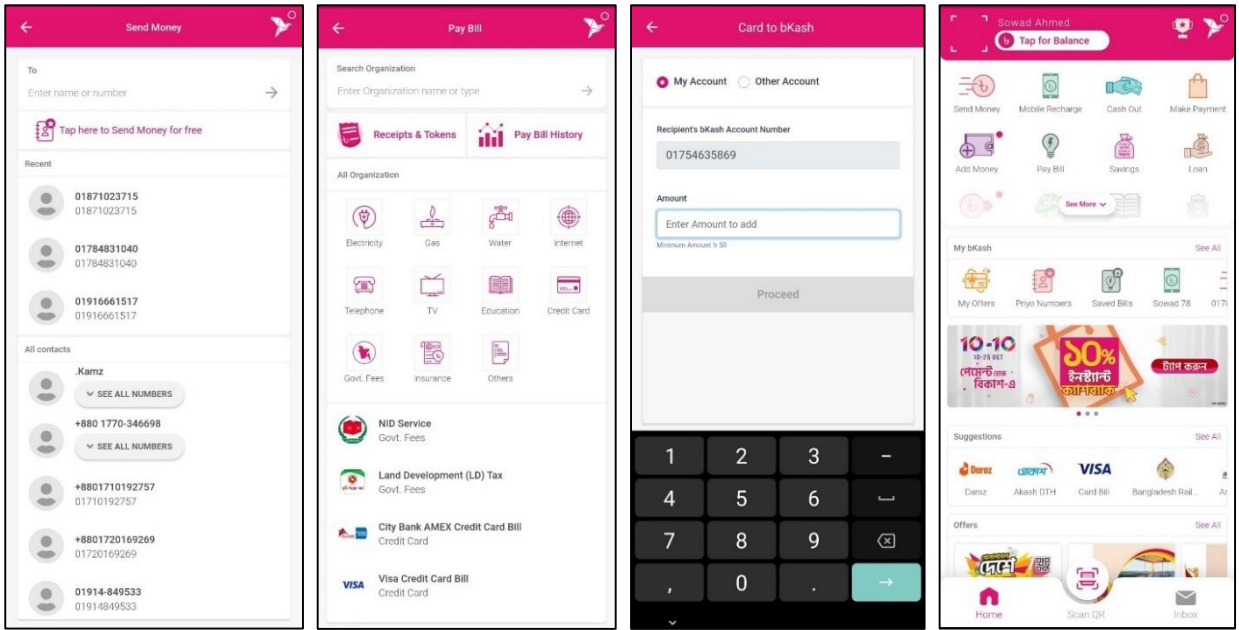 Send Money
To
Enter name or number
Tap here to Send Money for free
Recent
01871023715
01871023715
01784831040
01784831040
01916661517
01916661517
All contacts
.Kamz
SEE ALL NUMBERS
+880 1770-346698
SEE ALL NUMBERS
+8801710192757
01710192757
+8801720169269
01720169269
01914-849533
01914849533
Pay Bill
Search Organization
Enter Organization name or type
Receipts & Tokens Pay Bill History
All Organization
Electricity Gas Water Internet
Telephone TV Education Credit Card
Govt. Fees Insurance Others
NID Service
Govt. Fees
Land Development (LD) Tax
Govt. Fees
City Bank AMEX Credit Card Bill
Credit Card
VISA
Visa Credit Card Bill
Credit Card
Card to bKash
My Account Other Account
Recipient's bKash Account Number
01754635869
Amount
Enter Amount to add
Minimum Amount ৳ 50
Proceed
1 2 3 -
4 5 6
7 8 9
, 0 .
Sowad Ahmed
Tap for Balance
Send Money Mobile Recharge Cash Out Make Payment
Add Money Pay Bill Savings Loan
See More
My bKash See All
My Offers Priyo Numbers Saved Bills Sowad 78 017
10-10
10-25 OCT
পেমেন্ট হোক
বিকাশ-এ
১০%
ইনস্ট্যান্ট
ক্যাশব্যাক
ট্যাপ করুন
Suggestions See All
Daraz আকাশ VISA
Daraz Akash DTH Card Bill Bangladesh Rail..
Offers See All
দেশে
Home Scan QR Inbox